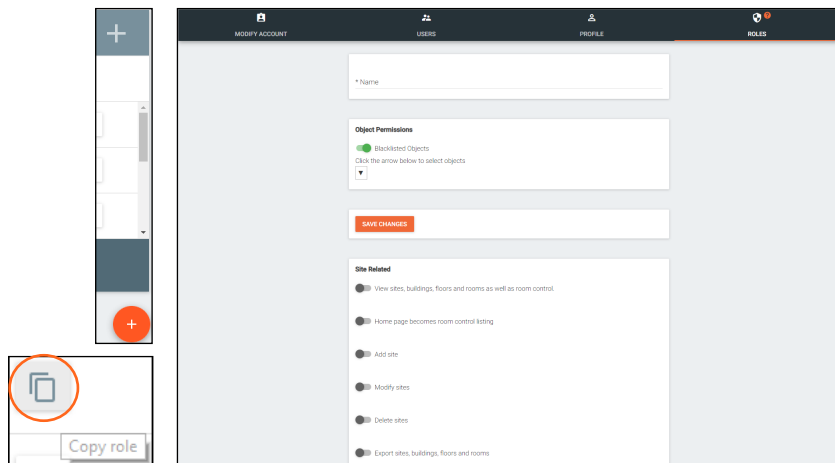 MODIFY ACCOUNT
USERS
PROFILE
?
ROLES
* Name
Object Permissions
Blacklisted Objects
Click the arrow below to select objects
SAVE CHANGES
Site Related
View sites, buildings, floors and rooms as well as room control.
Home page becomes room control listing
Add site
Modify sites
Delete sites
Export sites, buildings, floors and rooms
Copy role